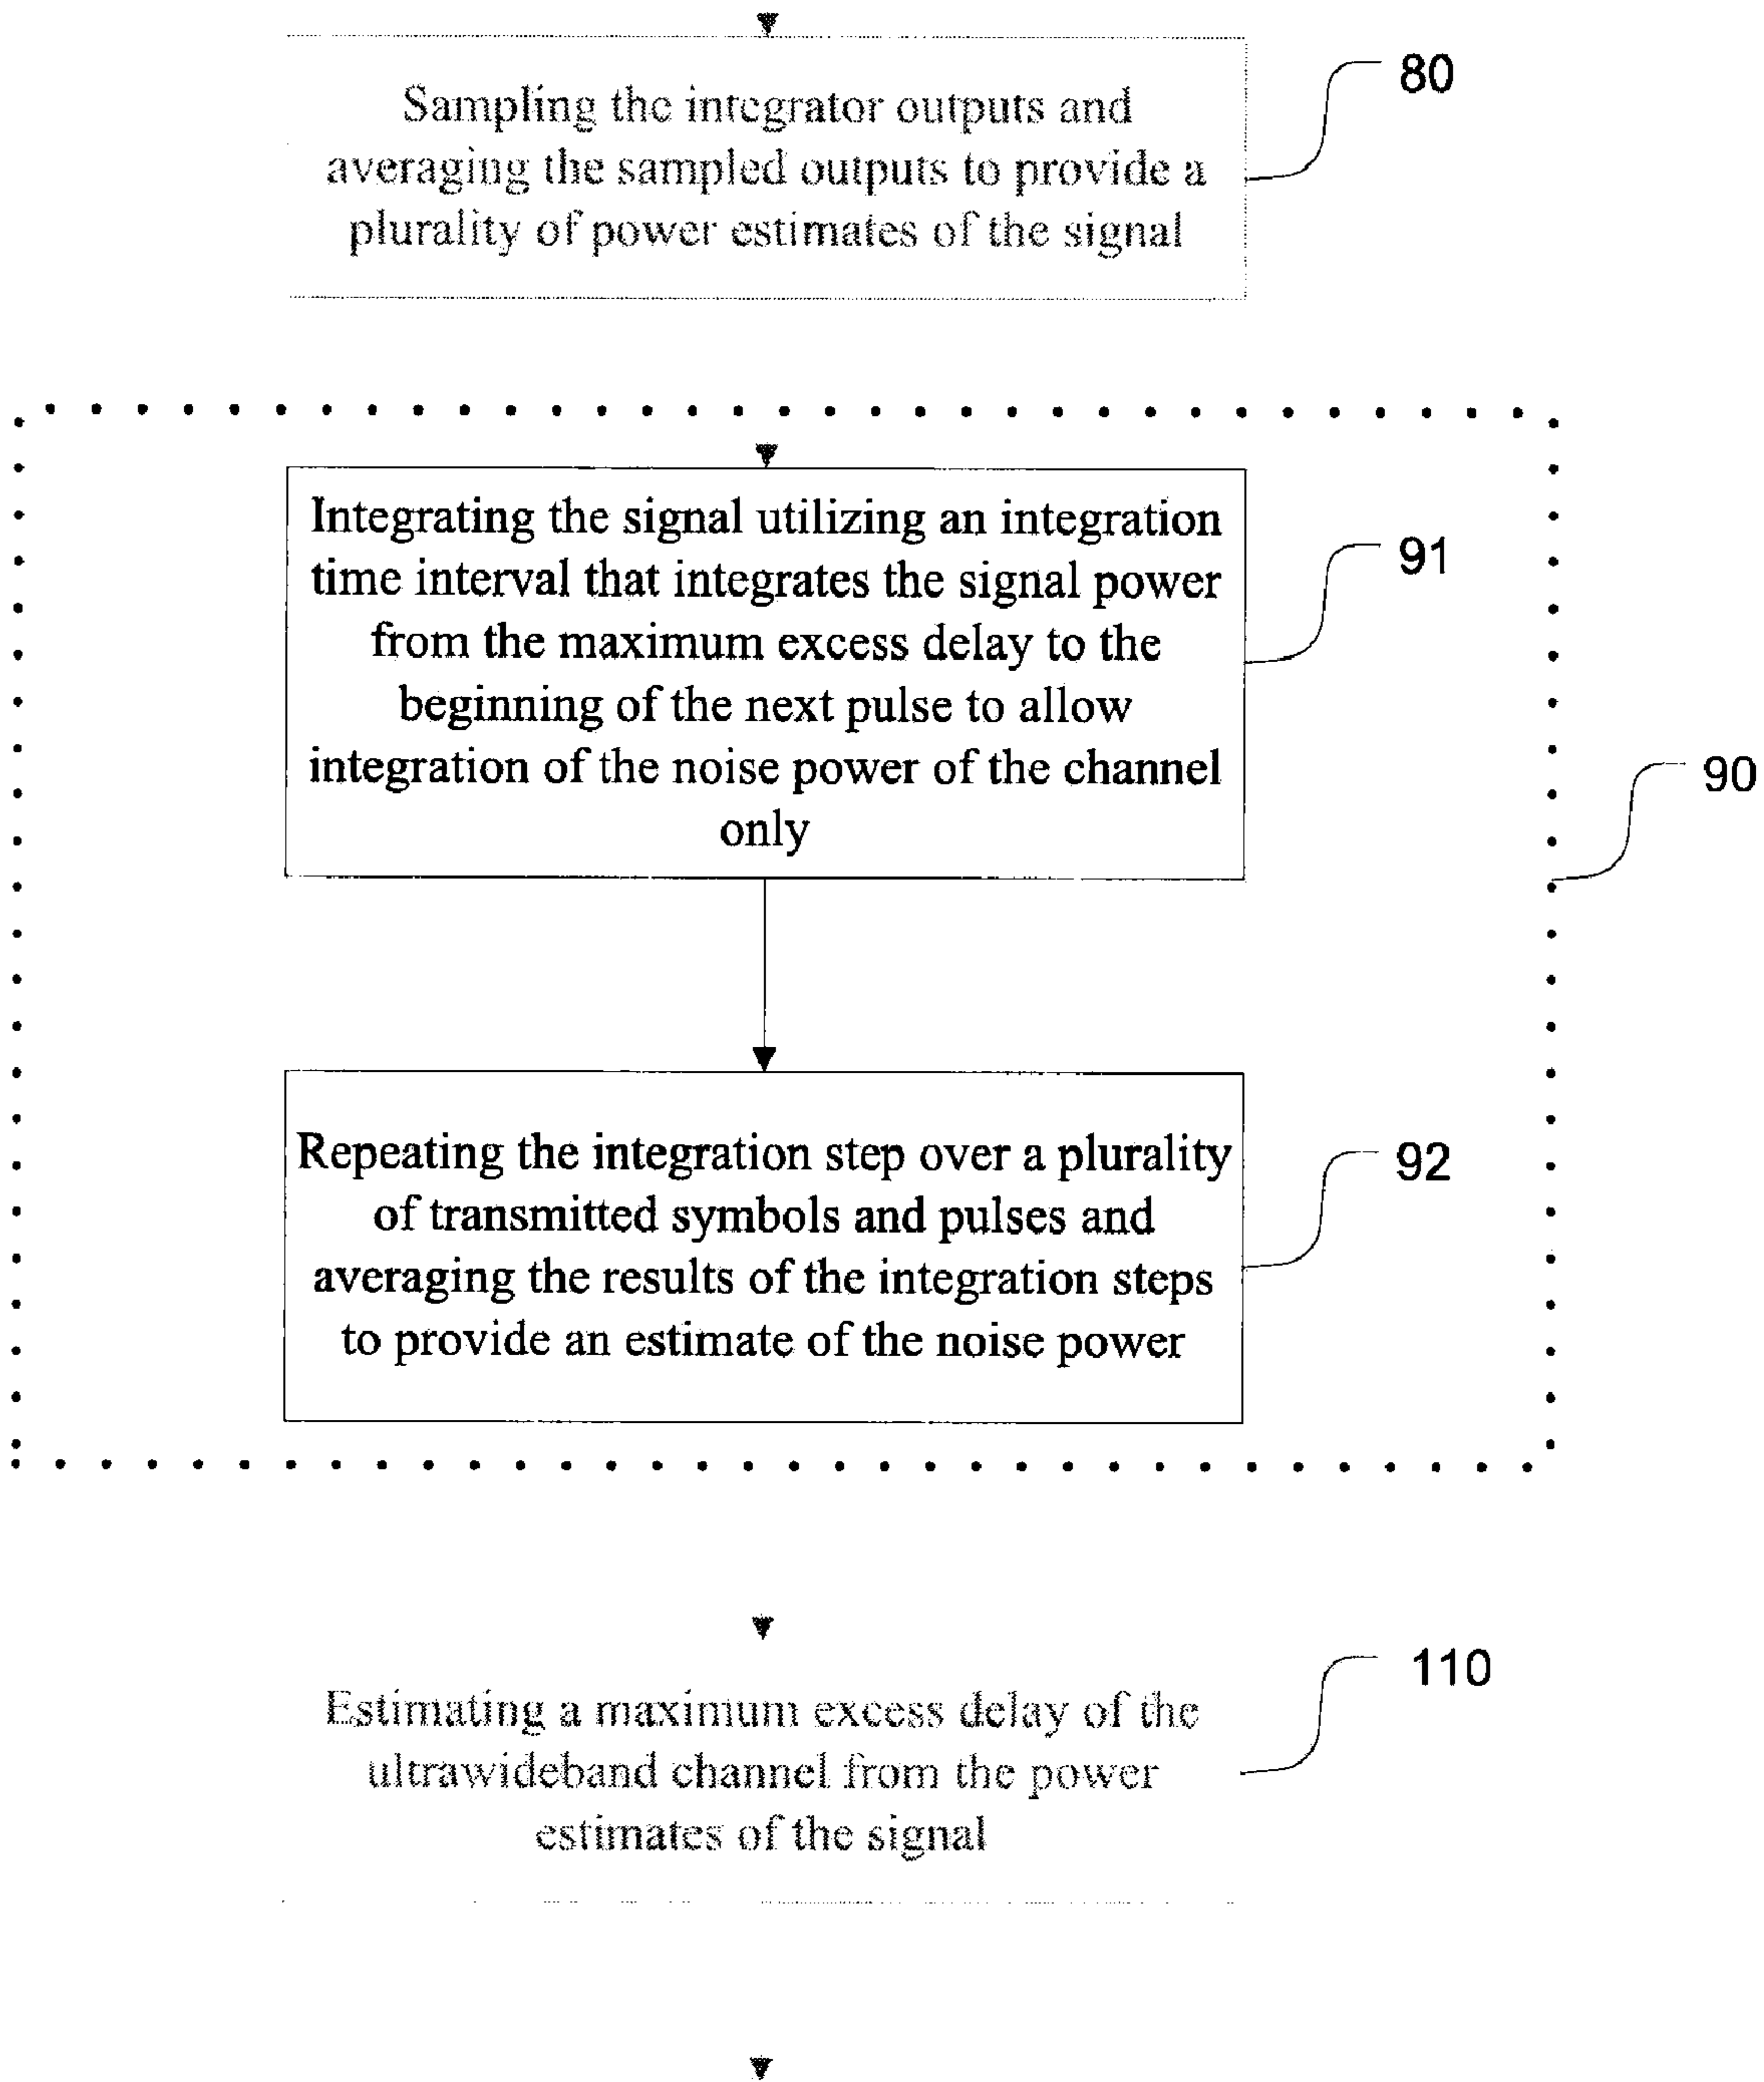 80
Sampling the integrator outputs and
averaging the sampled outputs to provide a
plurality of power estimates of the signal
Integrating the signal utilizing an integration
time interval that integrates the signal power
from the maximum excess delay to the
beginning of the next pulse to allow
integration of the noise power of the channel
only
91
90
Repeating the integration step over a plurality
of transmitted symbols and pulses and
averaging the results of the integration steps
to provide an estimate of the noise power
92
110
Estimating a maximum excess delay of the
ultrawideband channel from the power
estimates of the signal